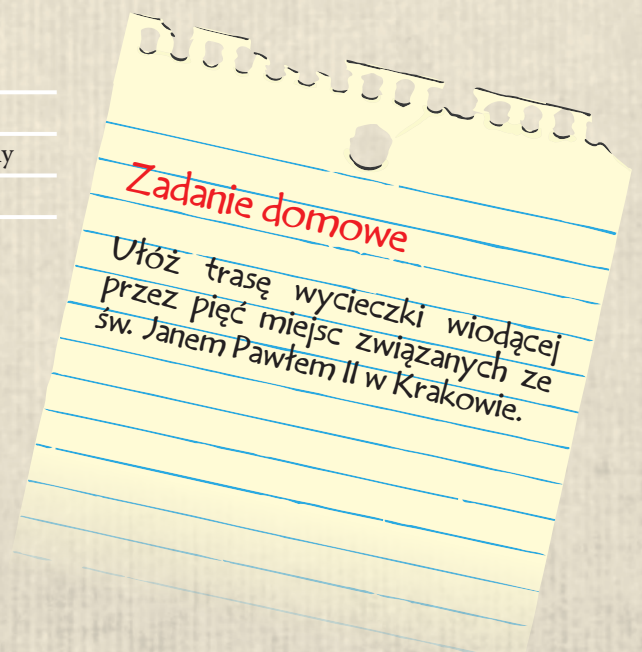 y
Zadanie domowe
Ułóż trasę wycieczki wiodącej
przez pięć miejsc związanych ze
św. Janem Pawłem II w Krakowie.